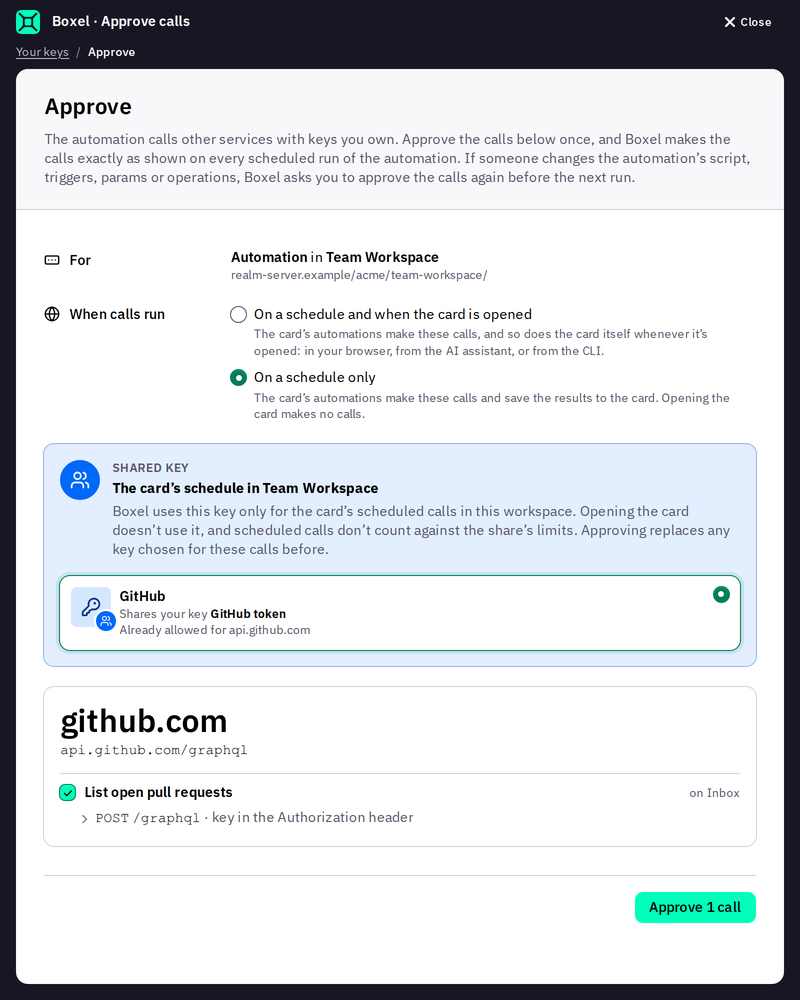 Boxel · Approve calls
Close
Your keys / Approve
Approve
The automation calls other services with keys you own. Approve the calls below once, and Boxel makes the
calls exactly as shown on every scheduled run of the automation. If someone changes the automation’s script,
triggers, params or operations, Boxel asks you to approve the calls again before the next run.
For
Automation in Team Workspace
realm-server.example/acme/team-workspace/
When calls run
On a schedule and when the card is opened
The card’s automations make these calls, and so does the card itself whenever it’s
opened: in your browser, from the AI assistant, or from the CLI.
On a schedule only
The card’s automations make these calls and save the results to the card. Opening the
card makes no calls.
SHARED KEY
The card’s schedule in Team Workspace
Boxel uses this key only for the card’s scheduled calls in this workspace. Opening the card
doesn’t use it, and scheduled calls don’t count against the share’s limits. Approving replaces any
key chosen for these calls before.
GitHub
Shares your key GitHub token
Already allowed for api.github.com
github.com
api.github.com/graphql
List open pull requests
on Inbox
POST /graphql · key in the Authorization header
Approve 1 call